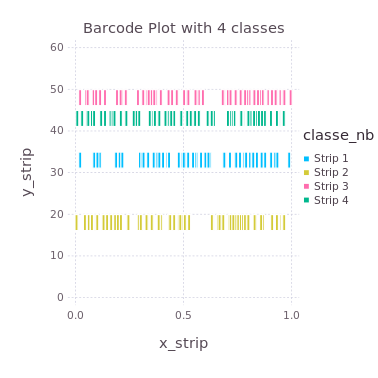 Barcode Plot with 4 classes
60
50
40
30
20
10
0
y_strip
0.0
0.5
1.0
x_strip
classe_nb
Strip 1
Strip 2
Strip 3
Strip 4